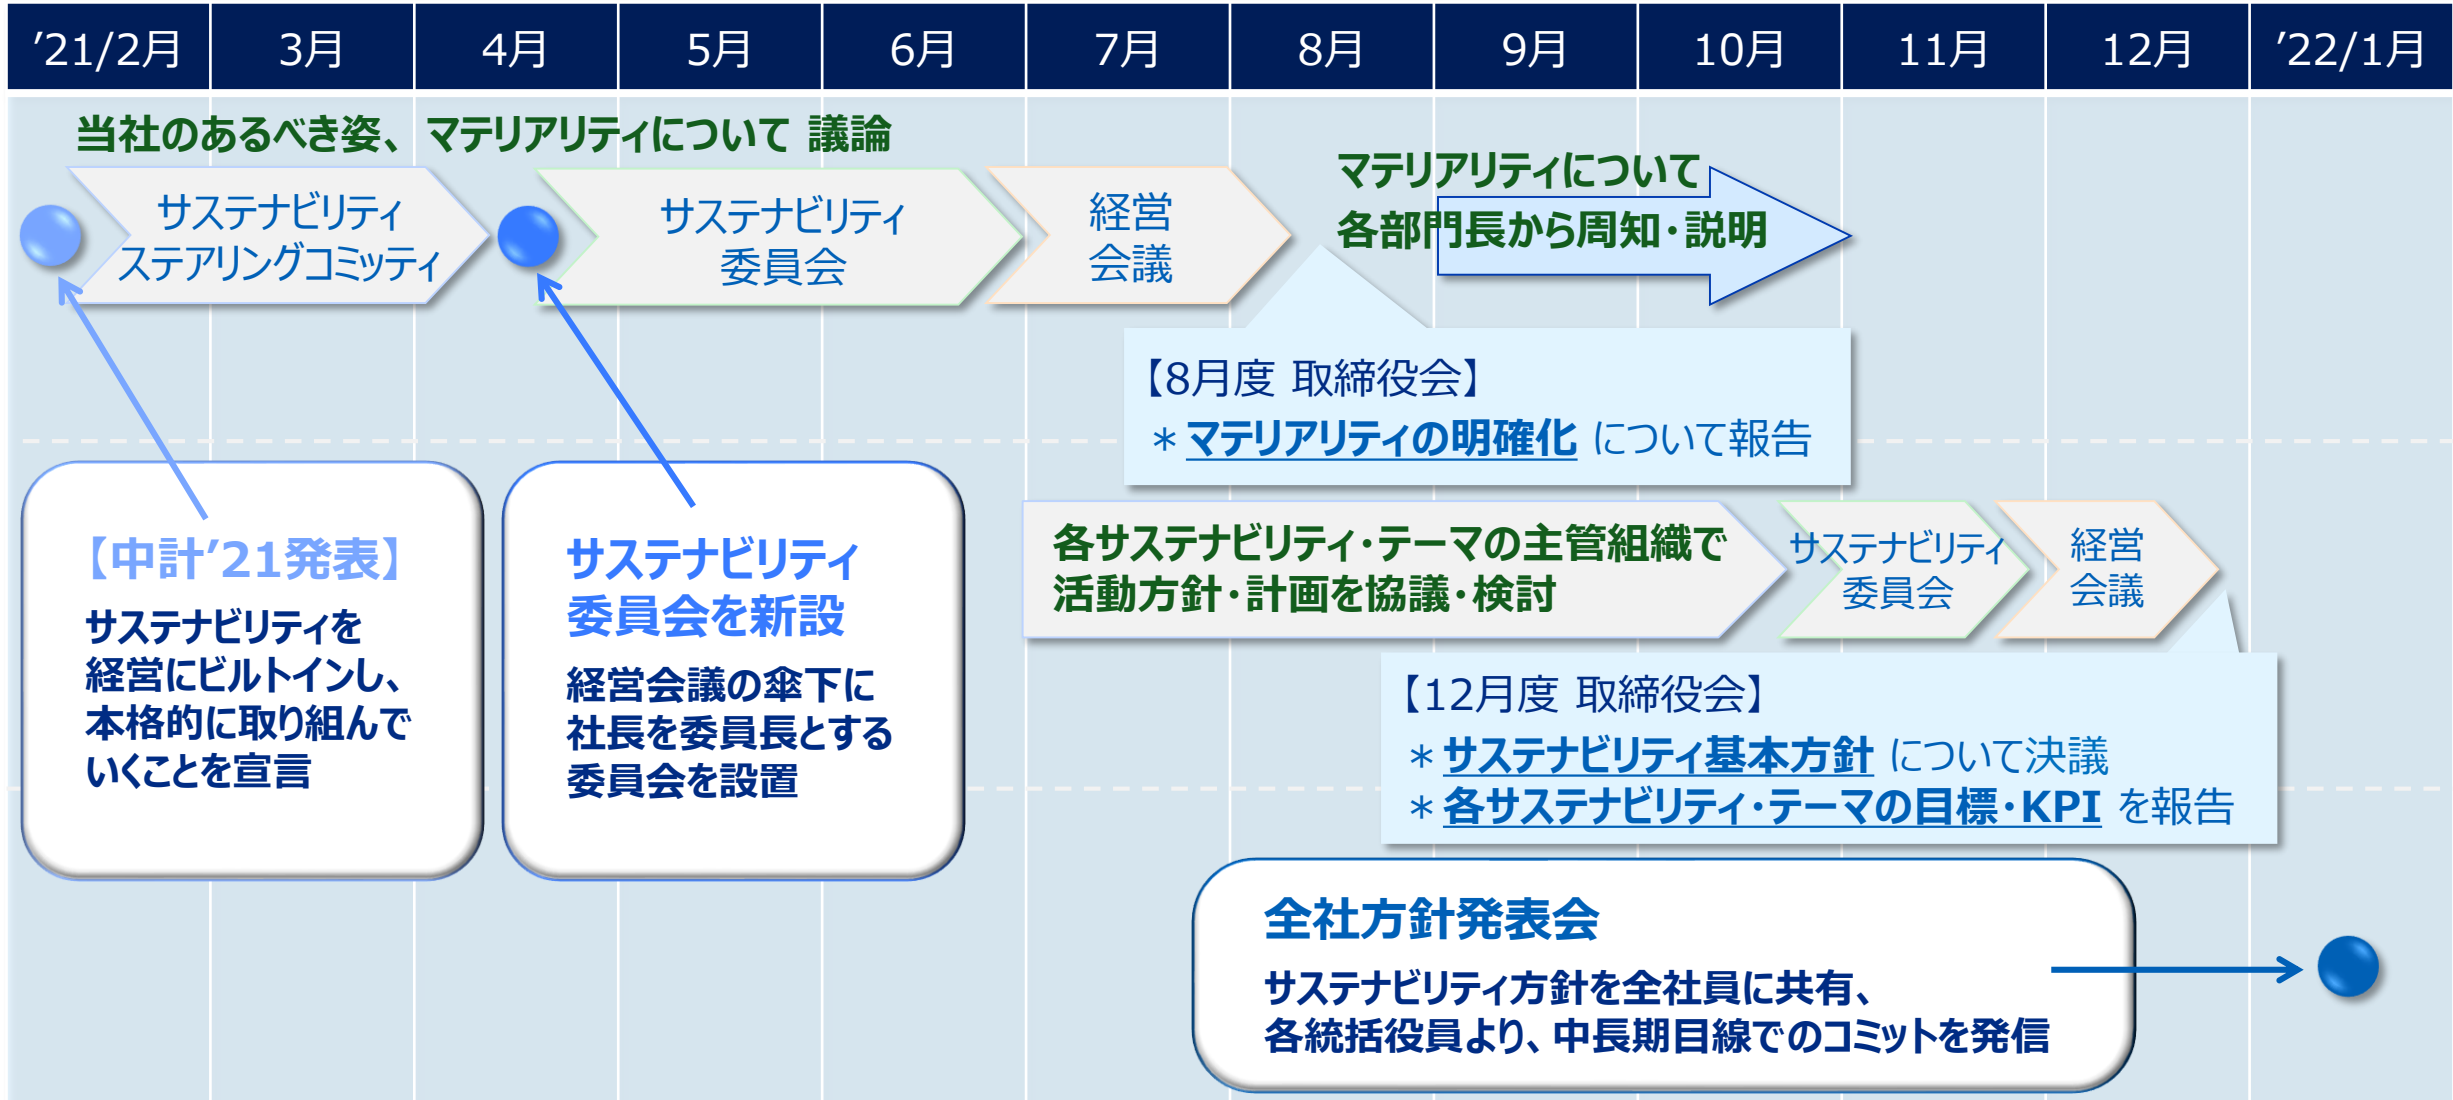 ’21/2月 3月 4月 5月 6月 7月 8月 9月 10月 11月 12月 ’22/1月
当社のあるべき姿、マテリアリティについて 議論
サステナビリティ
ステアリングコミッティ
サステナビリティ
委員会
経営
会議
マテリアリティについて
各部門長から周知・説明
【8月度 取締役会】
＊マテリアリティの明確化 について報告
【中計’21発表】
サステナビリティを
経営にビルトインし、
本格的に取り組んで
いくことを宣言
サステナビリティ
委員会を新設
経営会議の傘下に
社長を委員長とする
委員会を設置
各サステナビリティ・テーマの主管組織で
活動方針・計画を協議・検討
サステナビリティ
委員会
経営
会議
【12月度 取締役会】
＊サステナビリティ基本方針 について決議
＊各サステナビリティ・テーマの目標・KPI を報告
全社方針発表会
サステナビリティ方針を全社員に共有、
各統括役員より、中長期目線でのコミットを発信